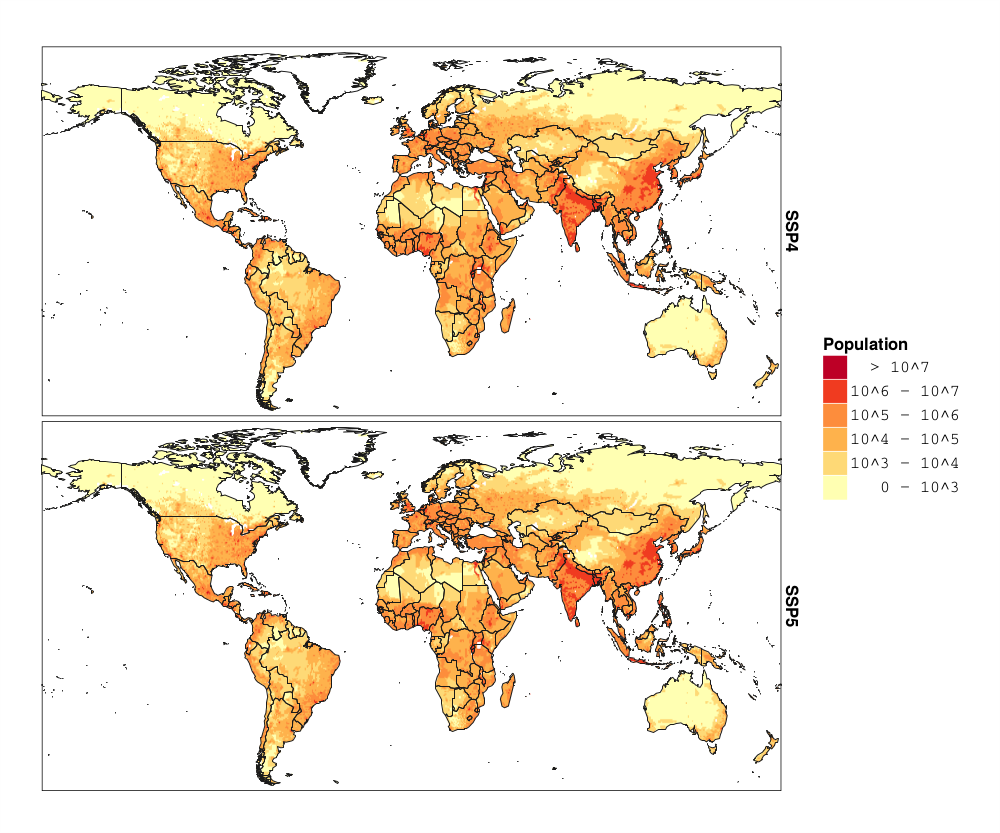 SSP4
Population
> 10^7
10^6 – 10^7
10^5 – 10^6
10^4 – 10^5
10^3 – 10^4
0 – 10^3
SSP5